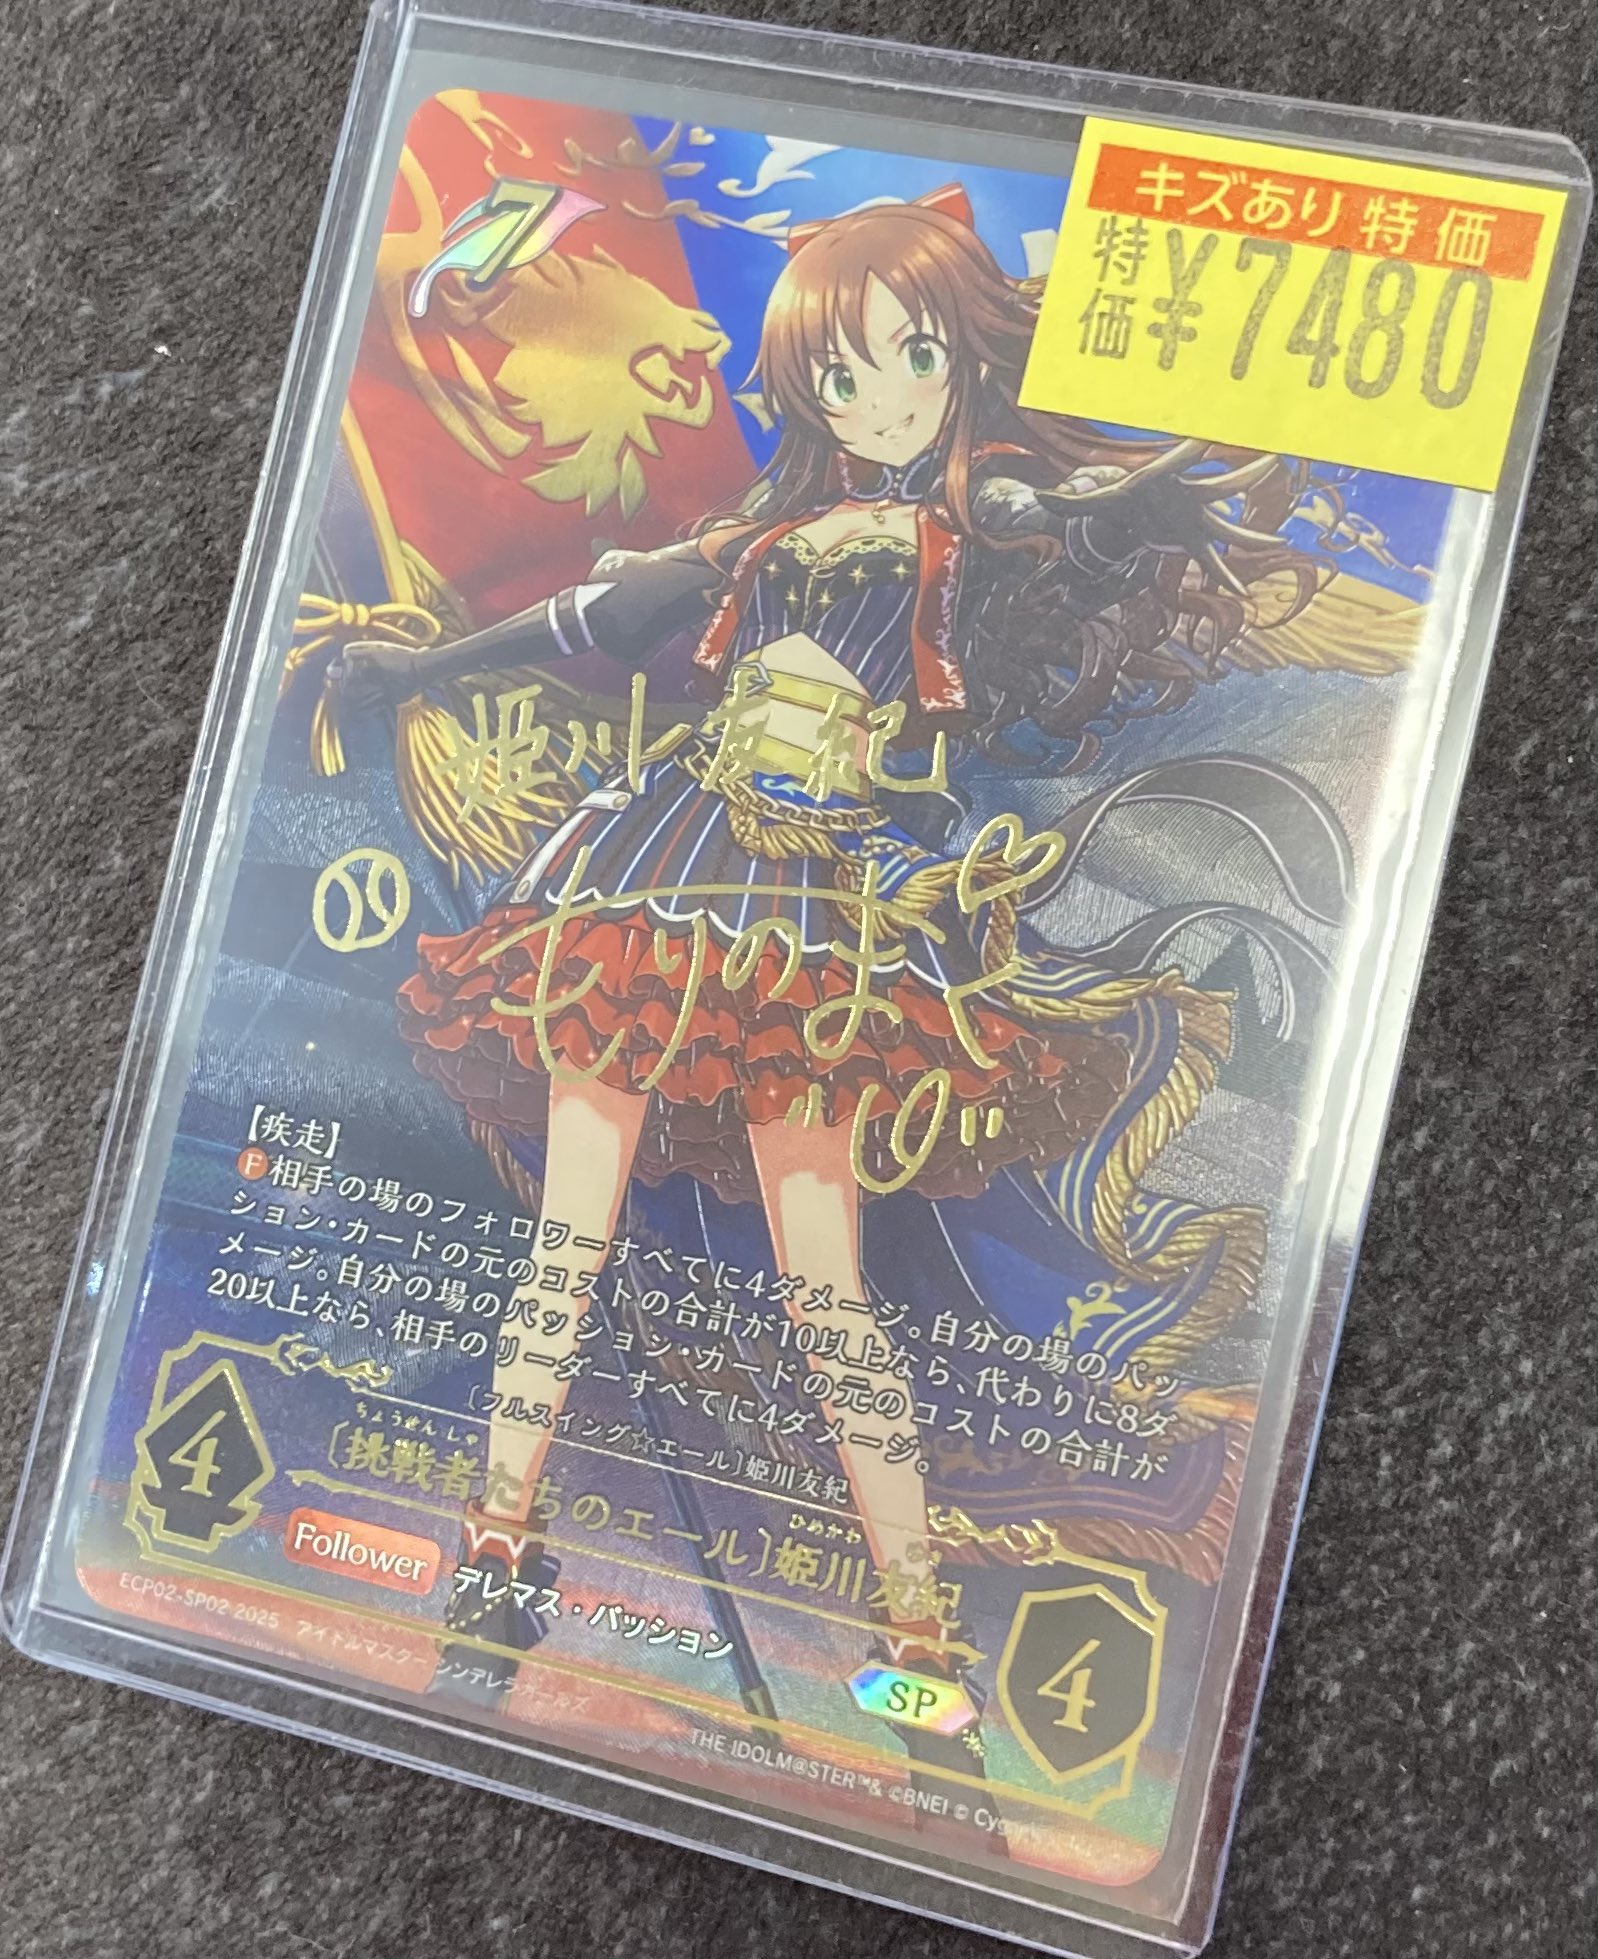 7
キズあり特価
特価 ¥7480
姫川友紀
もりのまぐ
【疾走】
F 相手の場のフォロワーすべてに4ダメージ。自分の場のパッ
ション・カードの元のコストの合計が10以上なら、代わりに8ダ
メージ。自分の場のパッション・カードの元のコストの合計が
20以上なら、相手のリーダーすべてに4ダメージ。
〔フルスイング☆エール〕姫川友紀
ちょうせんしゃ
ひめかわ ゆき
〔挑戦者たちのエール〕姫川友紀
4
4
Follower
デレマス・パッション
SP
ECP02-SP02 2025 アイドルマスター シンデレラガールズ
THE IDOLM@STER™& ©BNEI ©